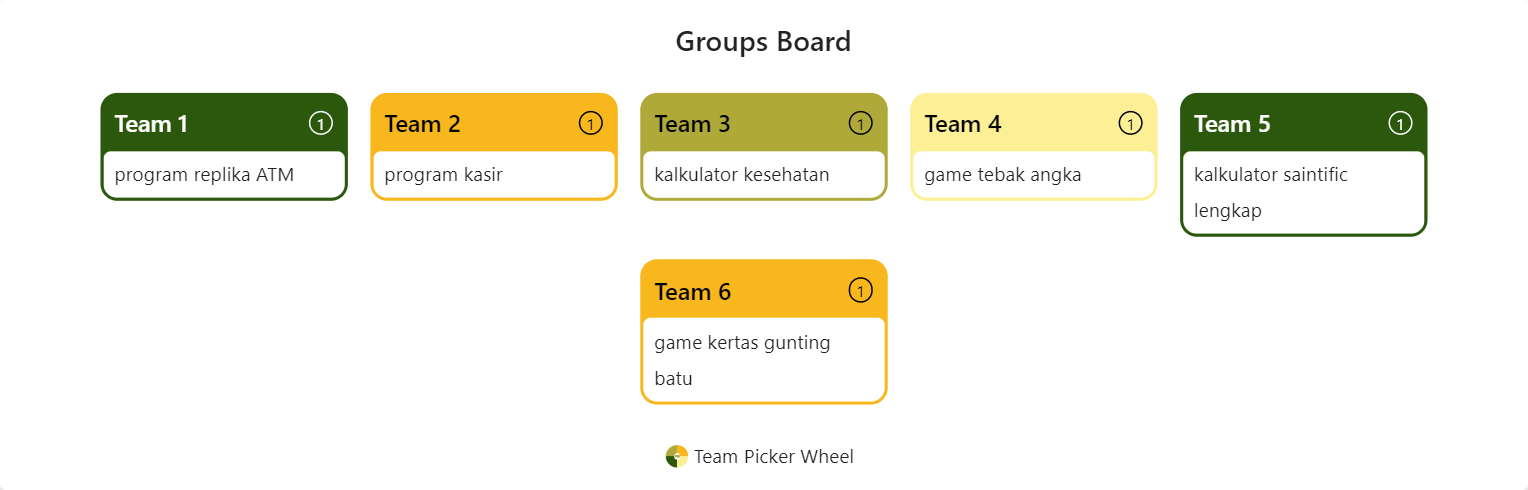 Groups Board
Team 1 1
program replika ATM
Team 2 1
program kasir
Team 3 1
kalkulator kesehatan
Team 4 1
game tebak angka
Team 5 1
kalkulator saintific
lengkap
Team 6 1
game kertas gunting
batu
Team Picker Wheel